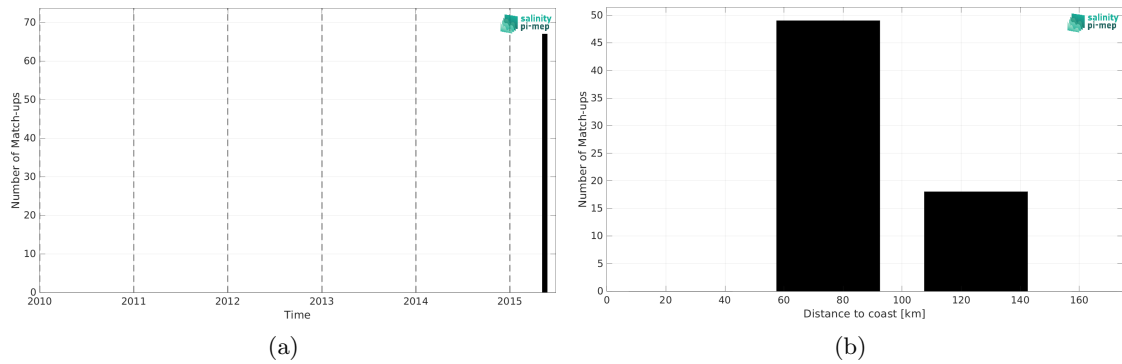 70
60
50
40
30
20
10
0
Number of Match-ups
2010 2011 2012 2013 2014 2015
Time
salinity
pi-mep
(a)
50
45
40
35
30
25
20
15
10
5
0
Number of Match-ups
0 20 40 60 80 100 120 140 160
Distance to coast [km]
salinity
pi-mep
(b)